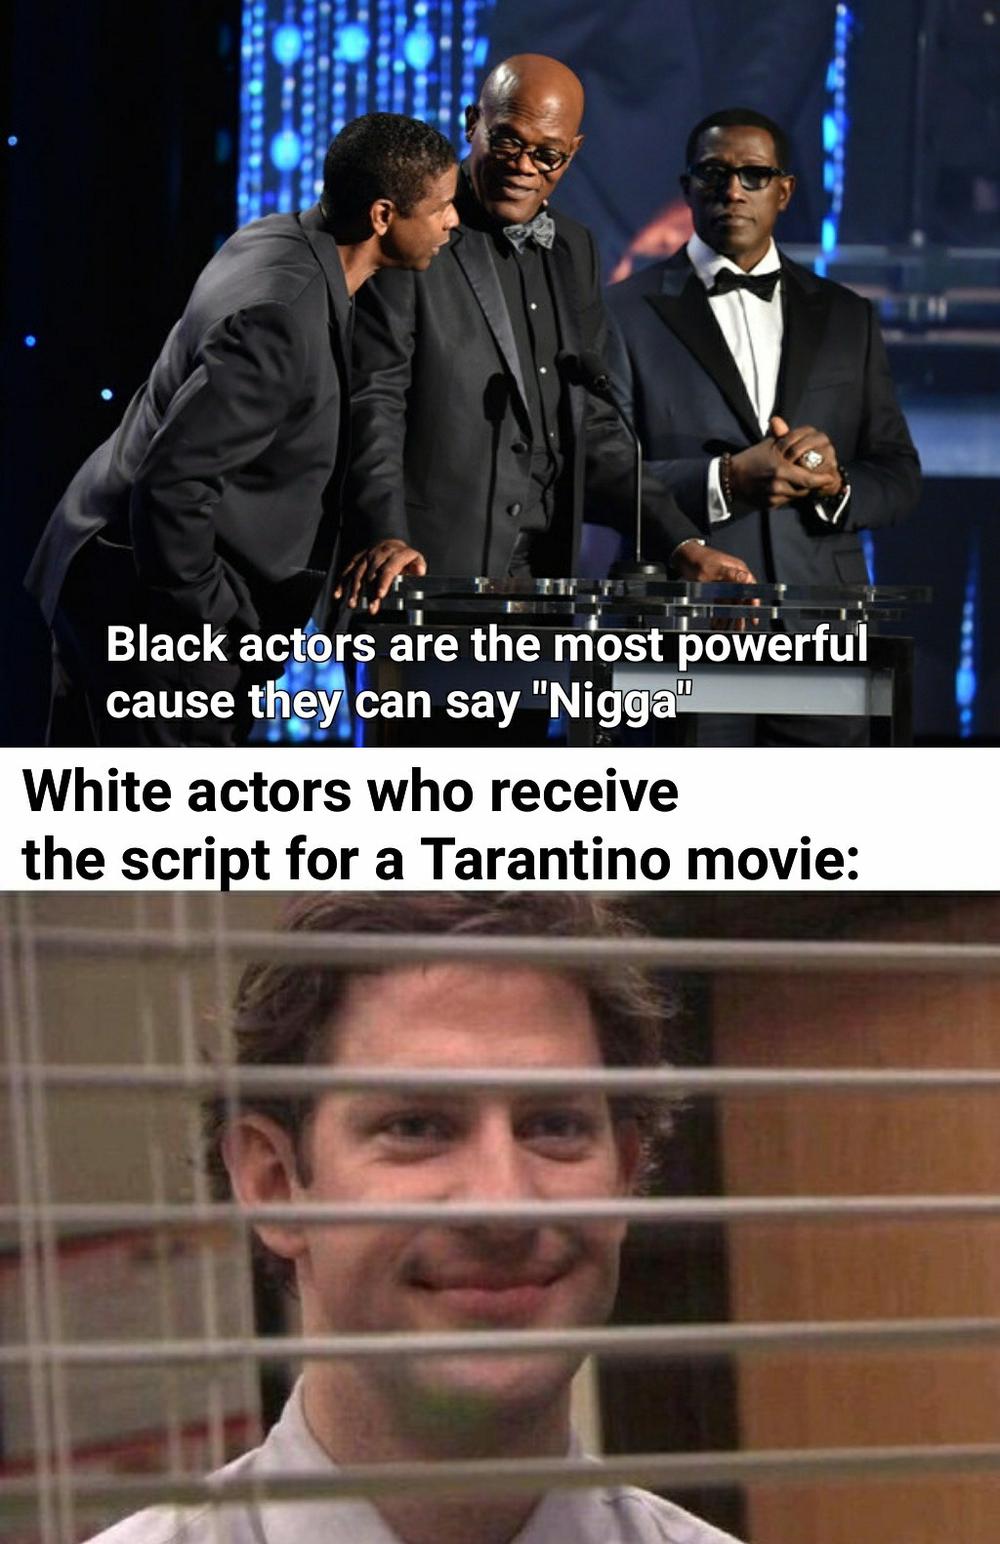 Black actors are the most powerful
cause they can say "Nigga"
White actors who receive
the script for a Tarantino movie: